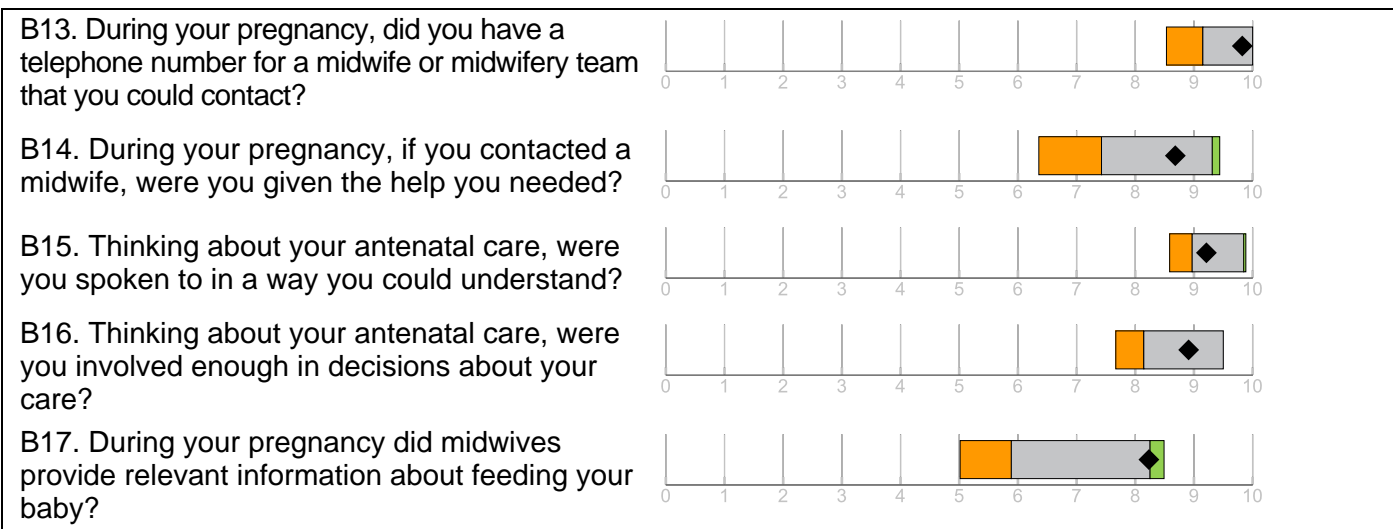 B13. During your pregnancy, did you have a
telephone number for a midwife or midwifery team
that you could contact?
0 1 2 3 4 5 6 7 8 9 10
B14. During your pregnancy, if you contacted a
midwife, were you given the help you needed?
0 1 2 3 4 5 6 7 8 9 10
B15. Thinking about your antenatal care, were
you spoken to in a way you could understand?
0 1 2 3 4 5 6 7 8 9 10
B16. Thinking about your antenatal care, were
you involved enough in decisions about your
care?
0 1 2 3 4 5 6 7 8 9 10
B17. During your pregnancy did midwives
provide relevant information about feeding your
baby?
0 1 2 3 4 5 6 7 8 9 10